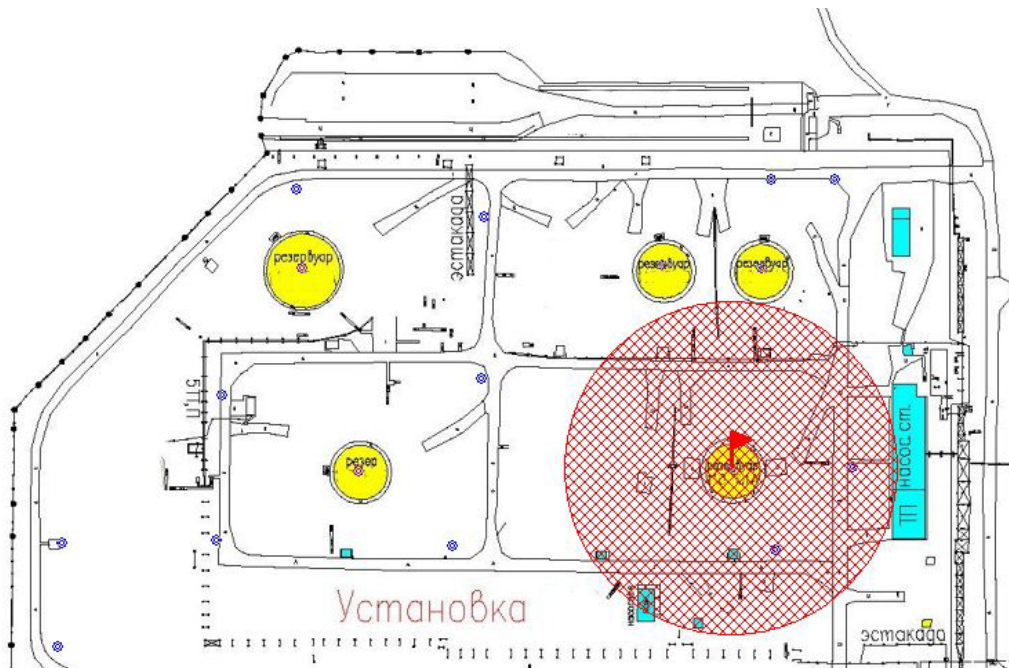 эстакада
резервуар
резервуар
резервуар
резер
насос ст.
ТП
Установка
эстакада